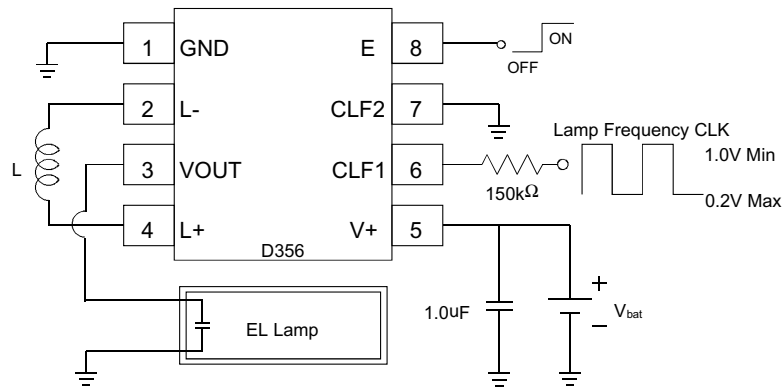 1 GND E 8 ON
OFF
2 L- CLF2 7
Lamp Frequency CLK
L 3 VOUT CLF1 6 1.0V Min
150kΩ
0.2V Max
4 L+ V+ 5
D356
+
EL Lamp 1.0uF Vbat
−